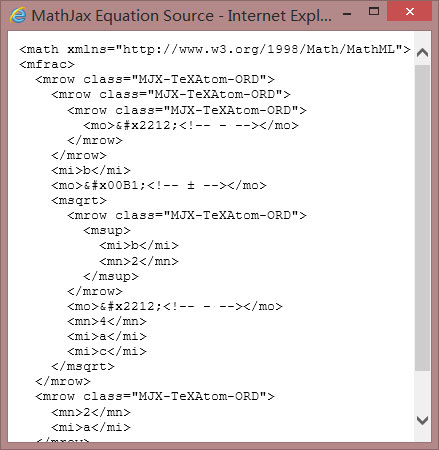 MathJax Equation Source - Internet Expl...
<math xmlns="http://www.w3.org/1998/Math/MathML">
<mfrac>
<mrow class="MJX-TeXAtom-ORD">
<mrow class="MJX-TeXAtom-ORD">
<mrow class="MJX-TeXAtom-ORD">
<mo>&#x2212;<!-- − --></mo>
</mrow>
</mrow>
<mi>b</mi>
<mo>&#x00B1;<!-- ± --></mo>
<msqrt>
<mrow class="MJX-TeXAtom-ORD">
<msup>
<mi>b</mi>
<mn>2</mn>
</msup>
</mrow>
<mo>&#x2212;<!-- − --></mo>
<mn>4</mn>
<mi>a</mi>
<mi>c</mi>
</msqrt>
</mrow>
<mrow class="MJX-TeXAtom-ORD">
<mn>2</mn>
<mi>a</mi>
</mrow>